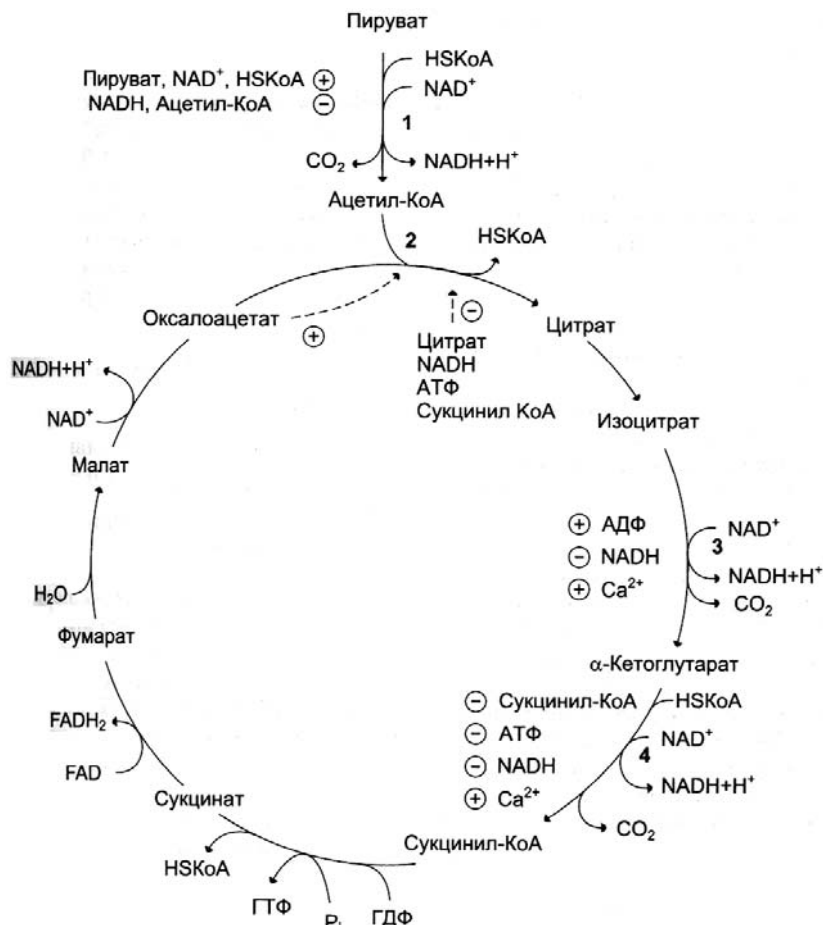 Пируват
HSKoA
Пируват, NAD⁺, HSKoA ⊕
NAD⁺
NADH, Ацетил-КоА ⊖
1
CO₂
NADH+H⁺
Ацетил-КоА
2
HSKoA
Оксалоацетат
⊕
⊖
Цитрат
Цитрат
NADH
АТФ
Сукцинил КоА
NADH+H⁺
NAD⁺
Малат
Изоцитрат
⊕ АДФ
⊖ NADH
⊕ Ca²⁺
NAD⁺
3
NADH+H⁺
CO₂
H₂O
Фумарат
α-Кетоглутарат
⊖ Сукцинил-КоА
⊖ АТФ
⊖ NADH
⊕ Ca²⁺
HSKoA
NAD⁺
4
NADH+H⁺
CO₂
FADH₂
FAD
Сукцинат
Сукцинил-КоА
HSKoA
ГТФ
ГДФ